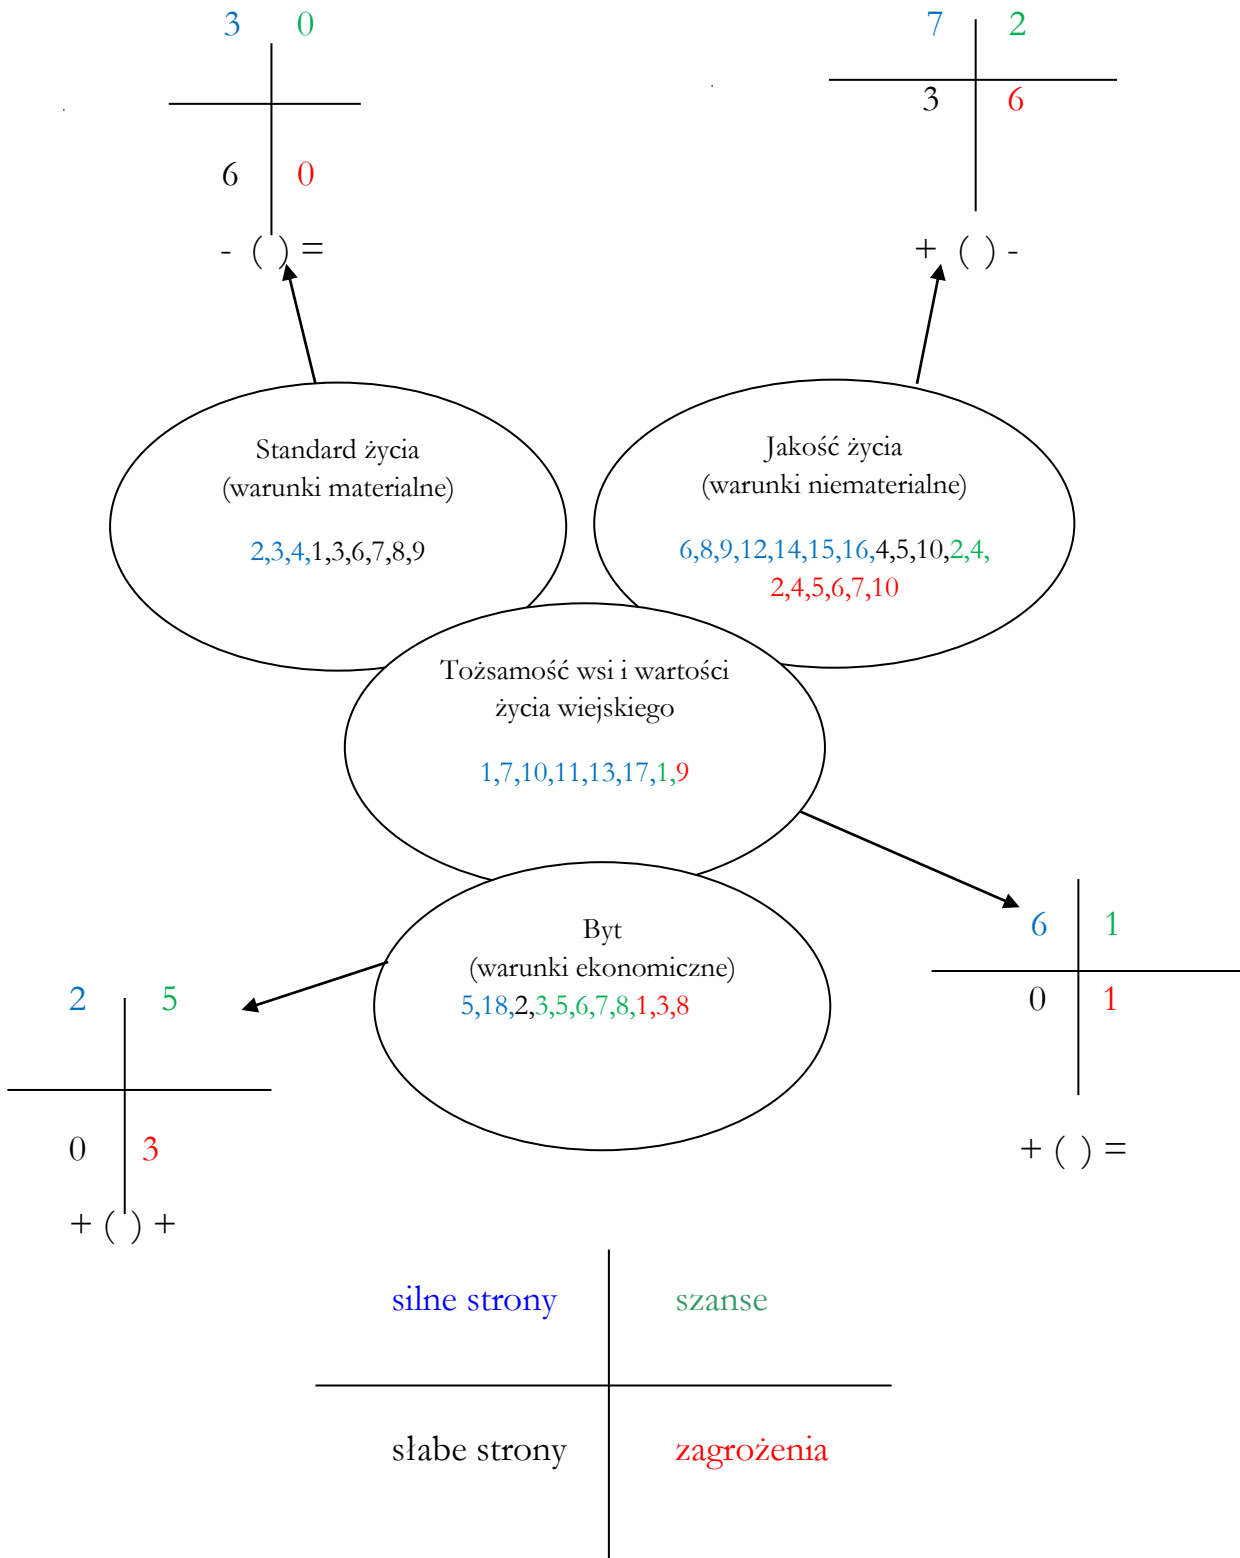 3 0
6 0
- ( ) =
7 2
3 6
+ ( ) -
Standard życia
(warunki materialne)
2,3,4,1,3,6,7,8,9
Jakość życia
(warunki niematerialne)
6,8,9,12,14,15,16,4,5,10,2,4,
2,4,5,6,7,10
Tożsamość wsi i wartości
życia wiejskiego
1,7,10,11,13,17,1,9
Byt
(warunki ekonomiczne)
5,18,2,3,5,6,7,8,1,3,8
6 1
0 1
+ ( ) =
2 5
0 3
+ ( ) +
silne strony szanse
słabe strony zagrożenia